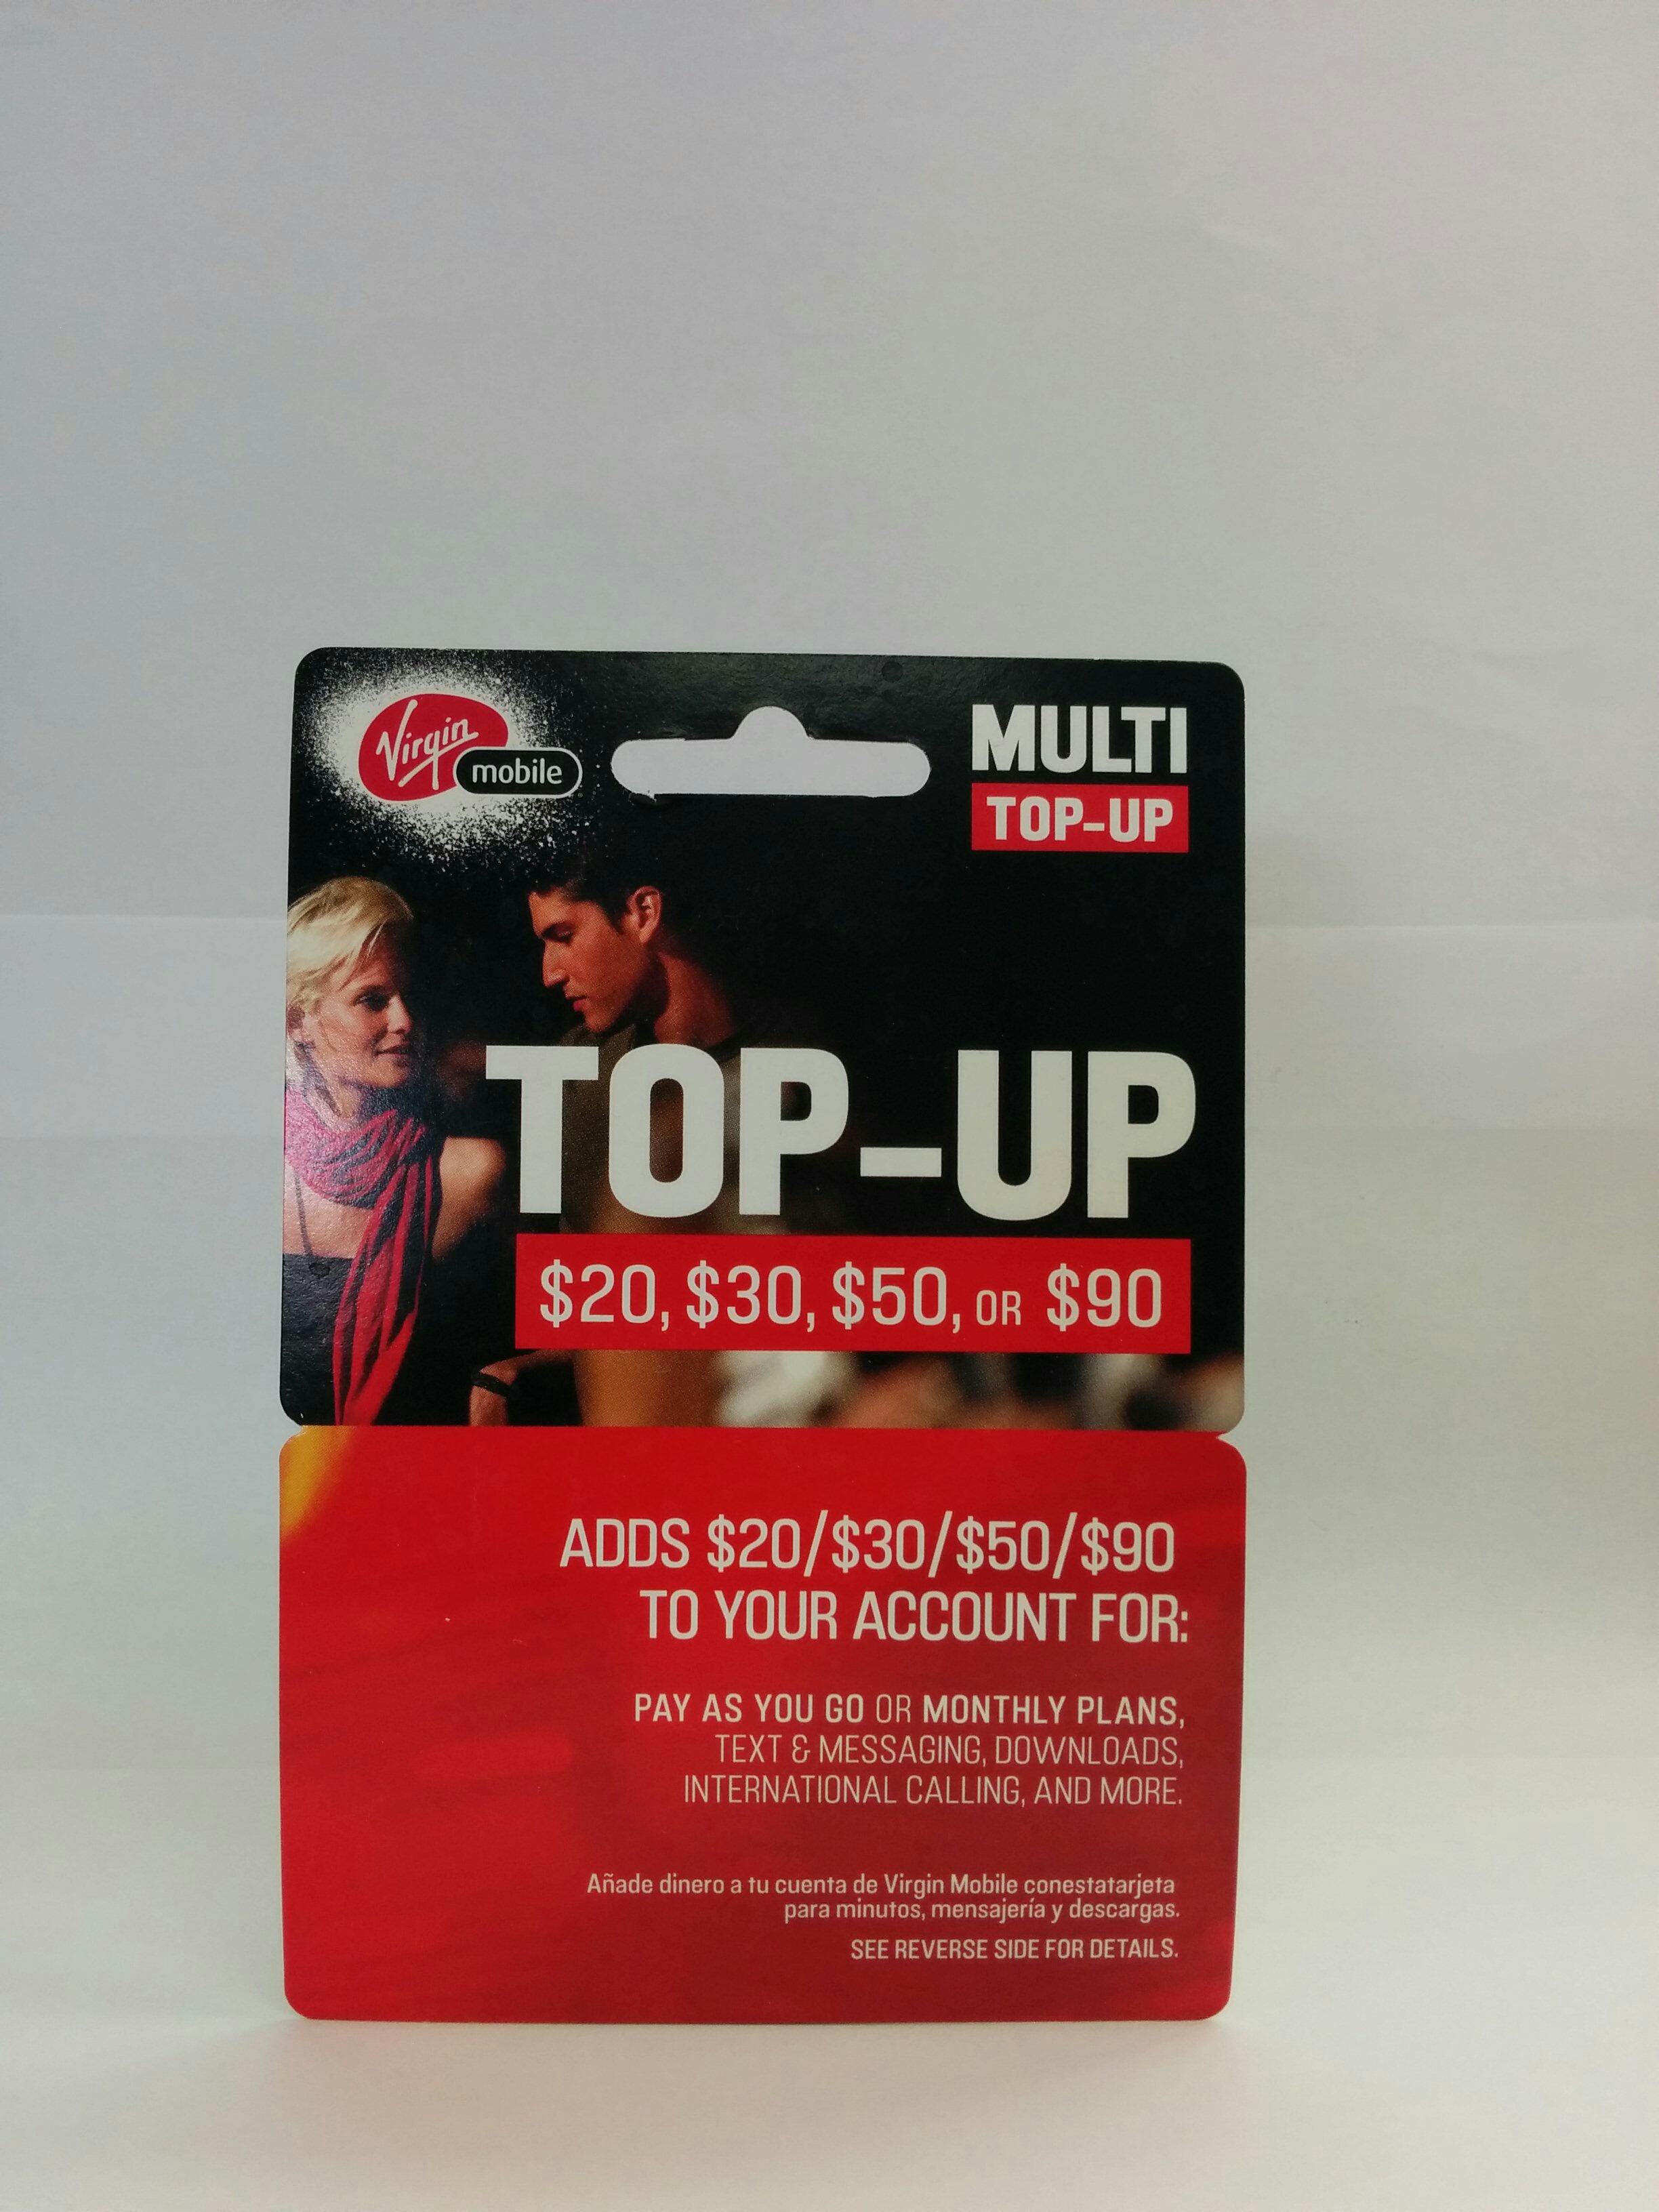 Virgin
mobile
MULTI
TOP-UP
TOP-UP
$20, $30, $50, OR $90
ADDS $20/$30/$50/$90
TO YOUR ACCOUNT FOR:
PAY AS YOU GO OR MONTHLY PLANS,
TEXT & MESSAGING, DOWNLOADS,
INTERNATIONAL CALLING, AND MORE.
Añade dinero a tu cuenta de Virgin Mobile conestatarjeta
para minutos, mensajería y descargas.
SEE REVERSE SIDE FOR DETAILS.